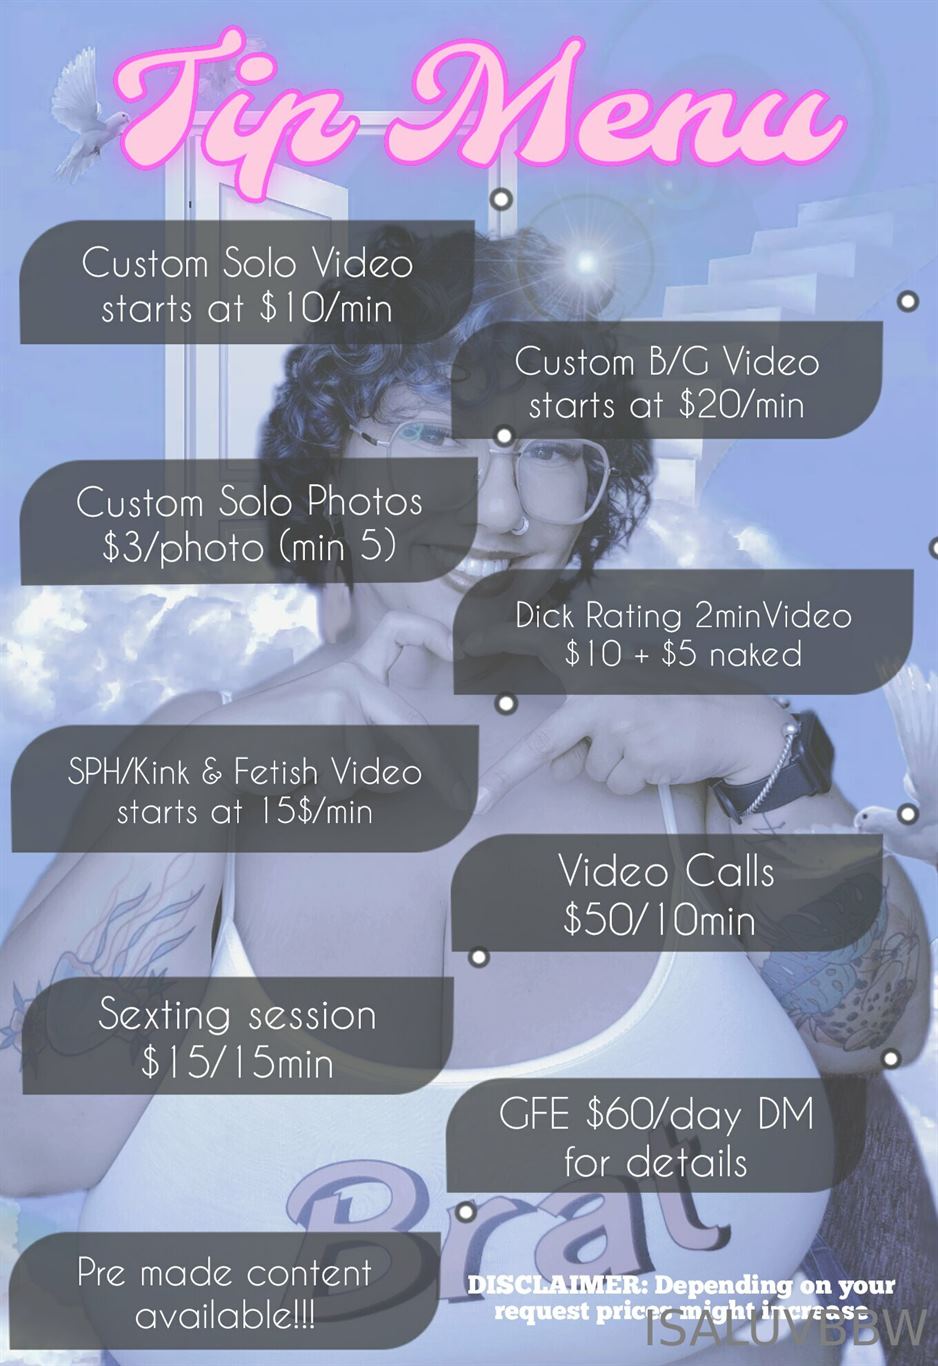 Tip Menu
Custom Solo Video
starts at $10/min
Custom B/G Video
starts at $20/min
Custom Solo Photos
$3/photo (min 5)
Dick Rating 2minVideo
$10 + $5 naked
SPH/Kink & Fetish Video
starts at 15$/min
Video Calls
$50/10min
Sexting session
$15/15min
GFE $60/day DM
for details
Brat
Pre made content
available!!!
DISCLAIMER: Depending on your
request prices might increase
ISALUVBBW